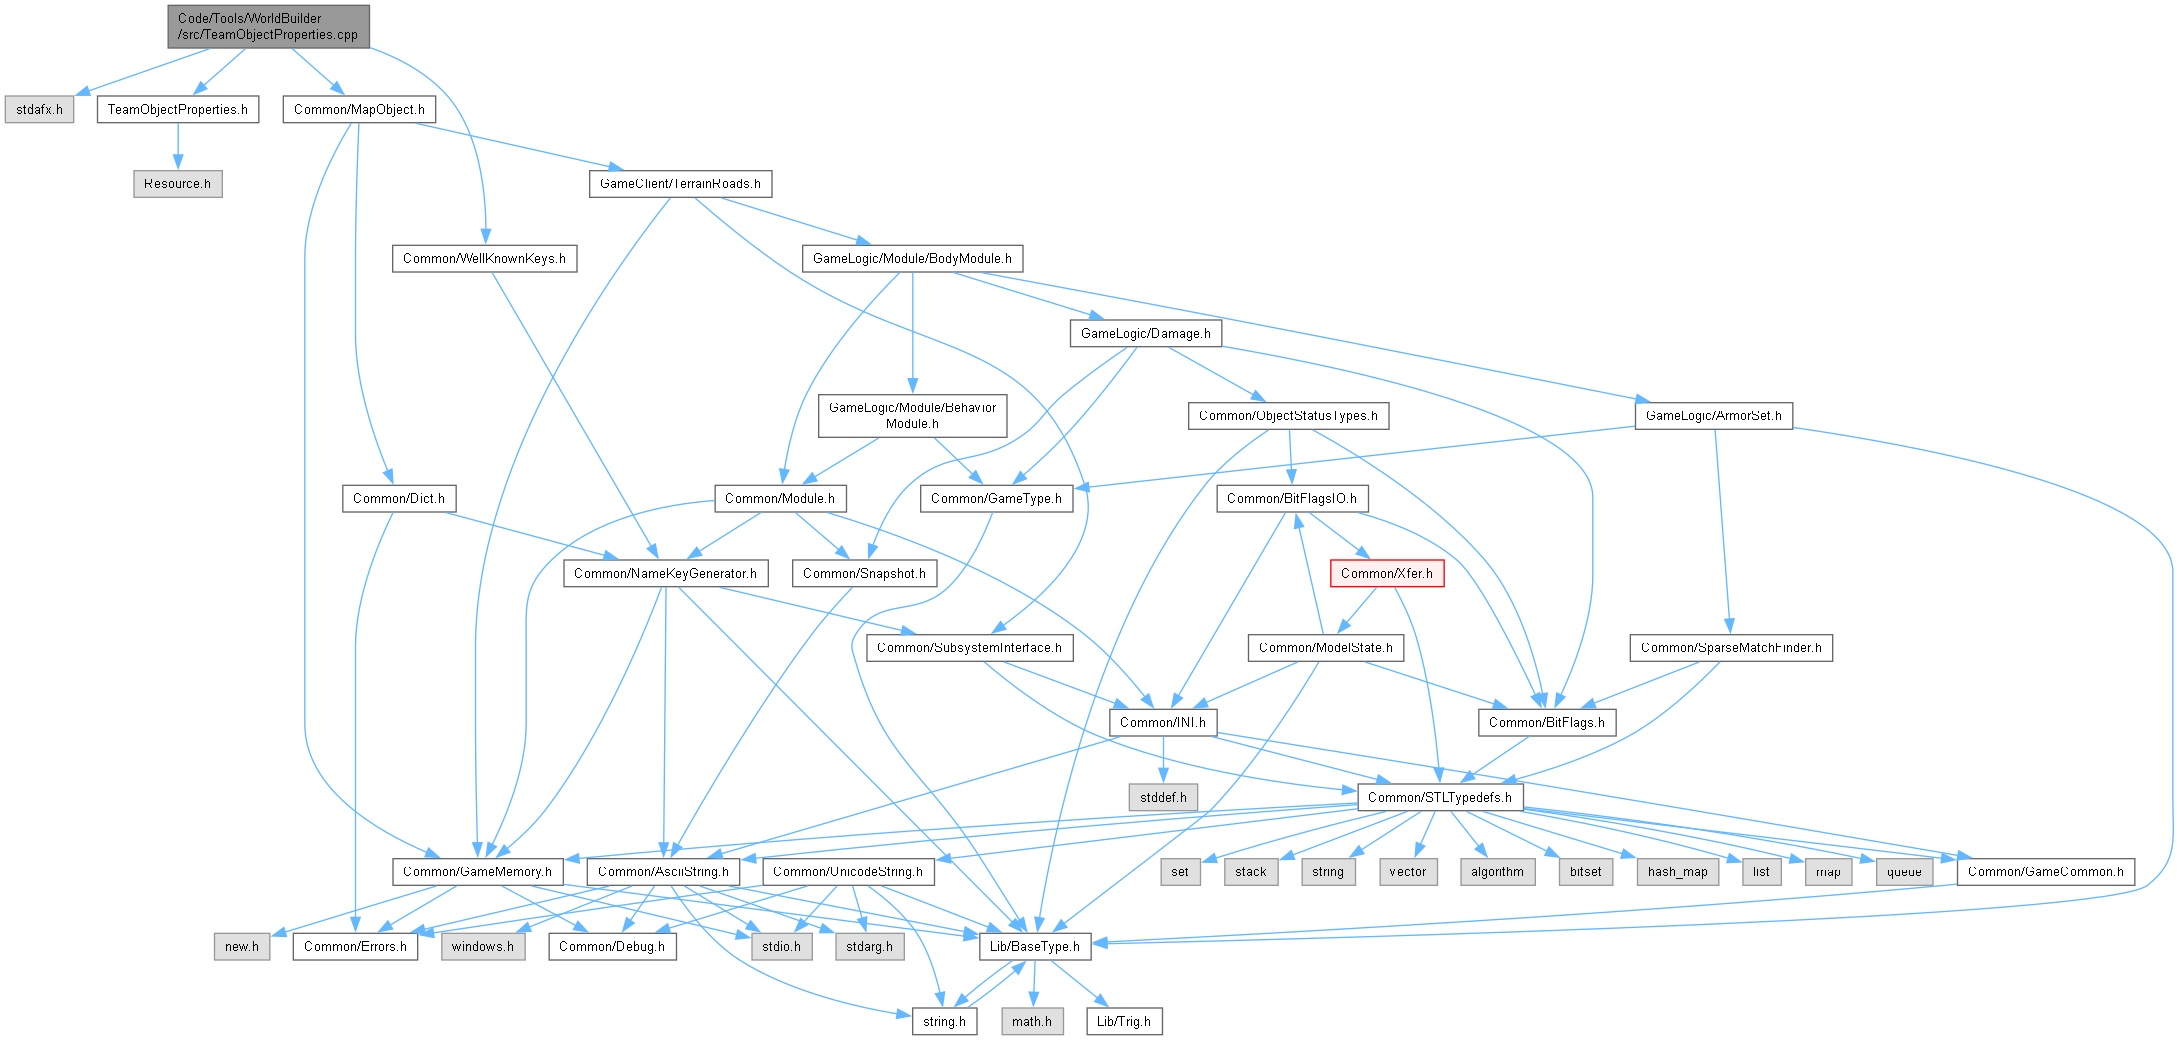 Code/Tools/WorldBuilder
/src/TeamObjectProperties.cpp
stdafx.h
TeamObjectProperties.h
Common/MapObject.h
Resource.h
GameClient/TerrainRoads.h
Common/WellKnownKeys.h
GameLogic/Module/BodyModule.h
GameLogic/Damage.h
GameLogic/Module/Behavior
Module.h
Common/ObjectStatusTypes.h
GameLogic/ArmorSet.h
Common/Dict.h
Common/Module.h
Common/GameType.h
Common/BitFlagsIO.h
Common/NameKeyGenerator.h
Common/Snapshot.h
Common/Xfer.h
Common/SubsystemInterface.h
Common/ModelState.h
Common/SparseMatchFinder.h
Common/INI.h
Common/BitFlags.h
stddef.h
Common/STLTypedefs.h
Common/GameMemory.h
Common/AsciiString.h
Common/UnicodeString.h
set
stack
string
vector
algorithm
bitset
hash_map
list
map
queue
Common/GameCommon.h
new.h
Common/Errors.h
windows.h
Common/Debug.h
stdio.h
stdarg.h
Lib/BaseType.h
string.h
math.h
Lib/Trig.h